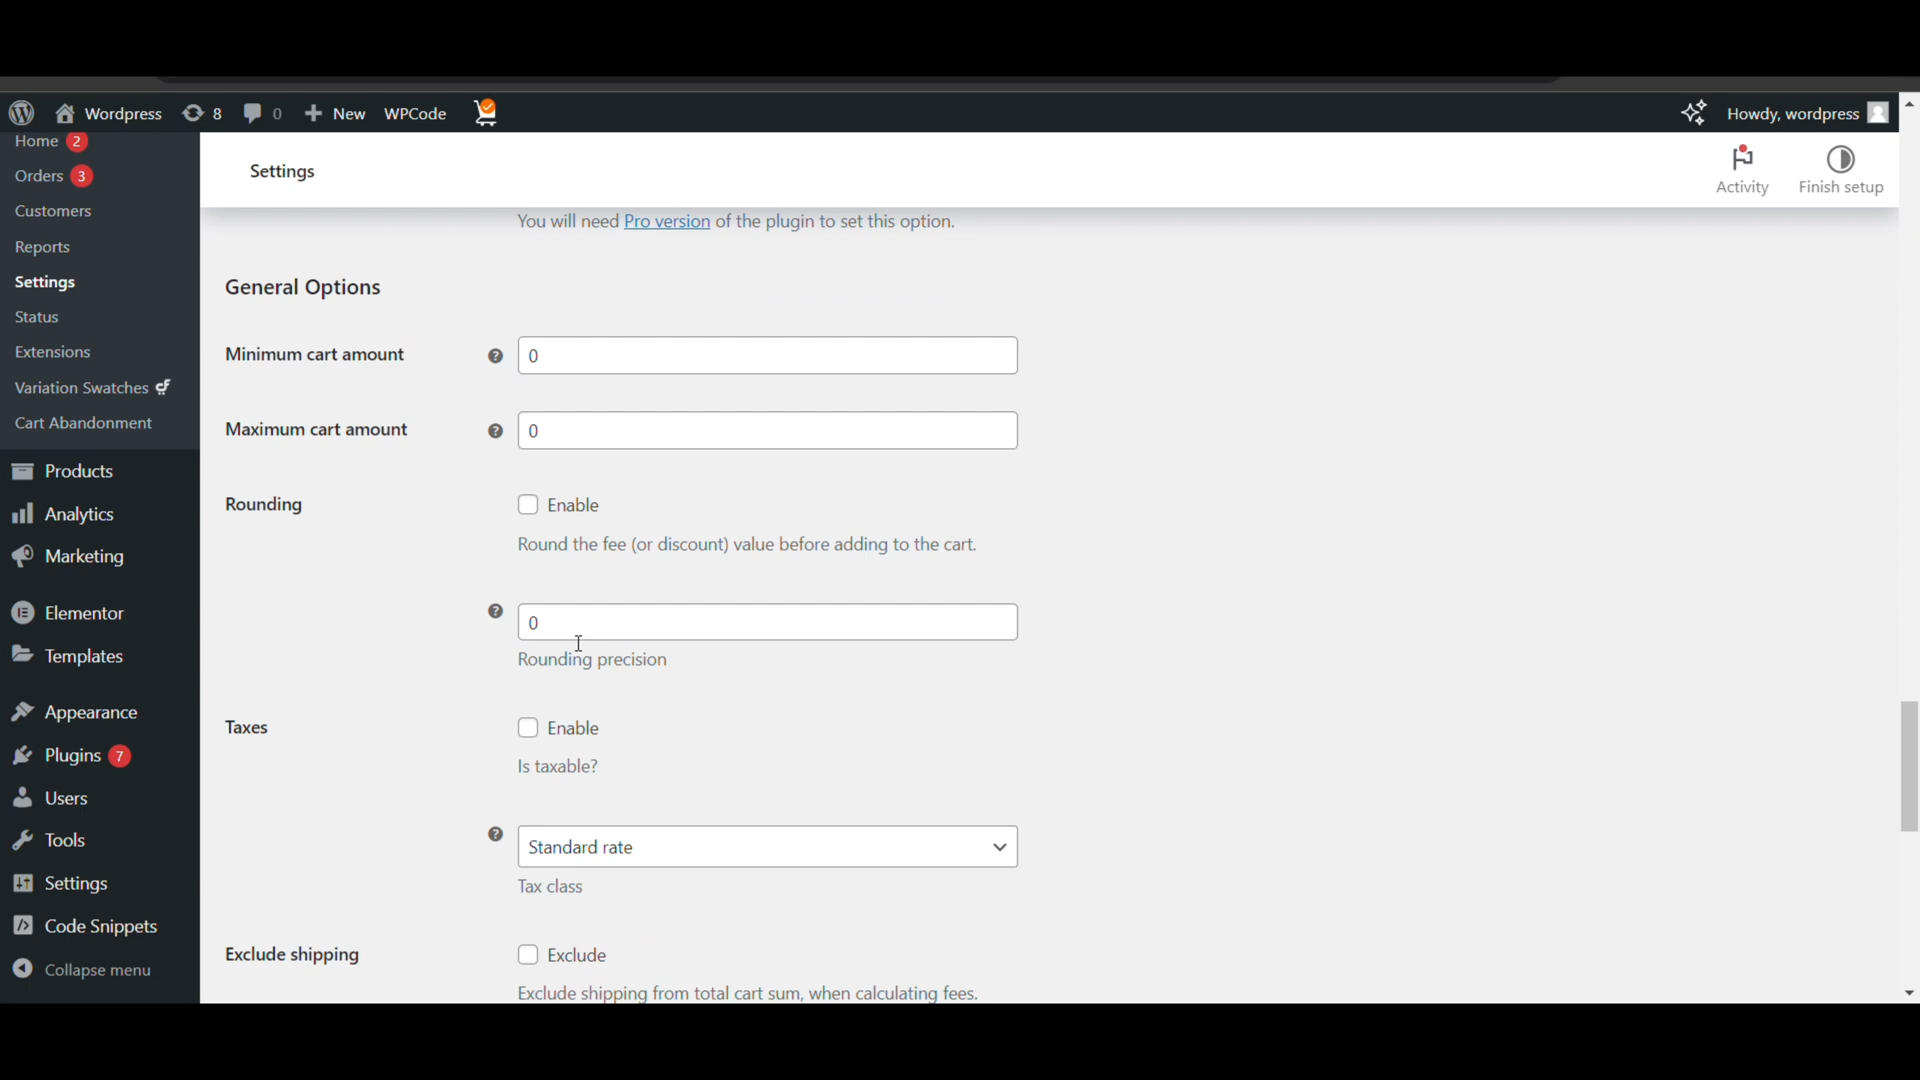 Wordpress 8 0 New WPCode Howdy, wordpress
Home 2
Orders 3
Customers
Reports
Settings
Status
Extensions
Variation Swatches
Cart Abandonment
Products
Analytics
Marketing
Elementor
Templates
Appearance
Plugins 7
Users
Tools
Settings
Code Snippets
Collapse menu
Settings
Activity
Finish setup
You will need Pro version of the plugin to set this option.
General Options
Minimum cart amount ? 0
Maximum cart amount ? 0
Rounding Enable
Round the fee (or discount) value before adding to the cart.
? 0
Rounding precision
Taxes Enable
Is taxable?
? Standard rate
Tax class
Exclude shipping Exclude
Exclude shipping from total cart sum, when calculating fees.